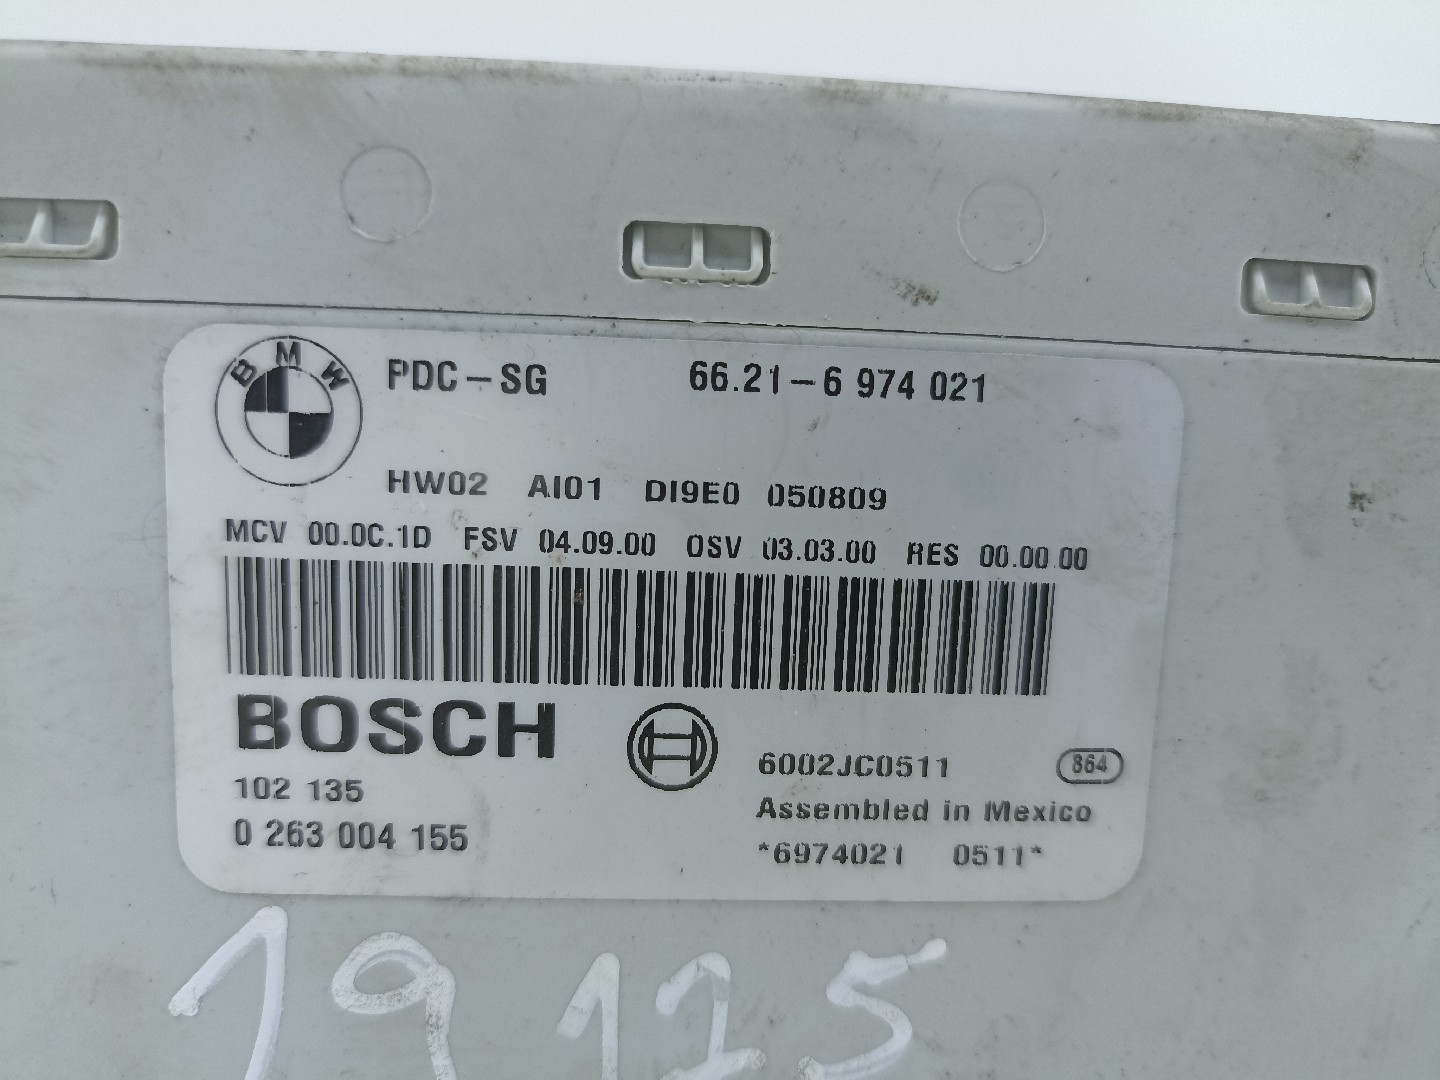 BMW PDC-SG 66.21-6 974 021
HW02 AI01 DI9E0 050809
MCV 00.0C.1D FSV 04.09.00 OSV 03.03.00 RES 00.00.00
BOSCH
6002JC0511 864
102 135
Assembled in Mexico
0 263 004 155
*6974021 0511*
19125